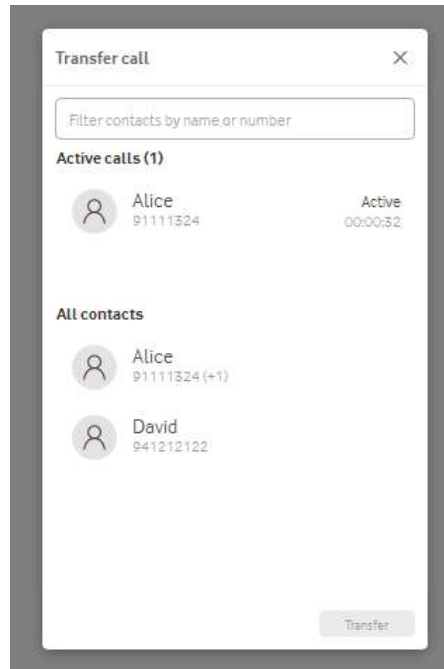 Transfer call
Filter contacts by name or number
Active calls (1)
Alice
Active
91111324
00:00:32
All contacts
Alice
91111324 (+1)
David
941212122
Transfer